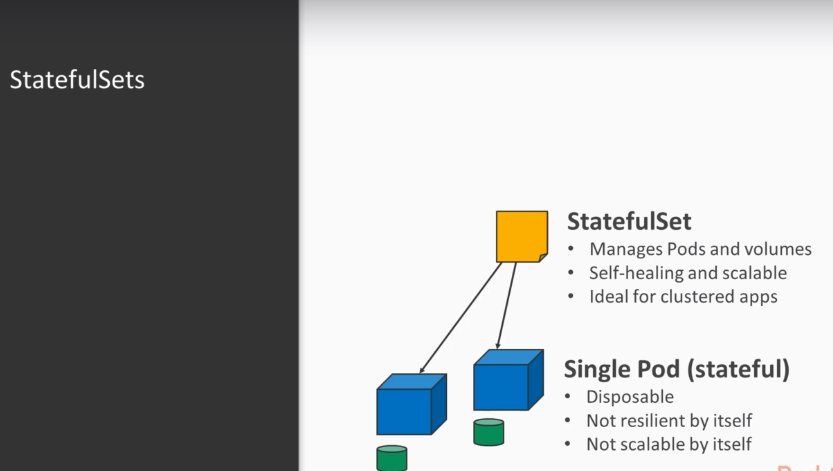 StatefulSets
StatefulSet
• Manages Pods and volumes
• Self-healing and scalable
• Ideal for clustered apps
Single Pod (stateful)
• Disposable
• Not resilient by itself
• Not scalable by itself